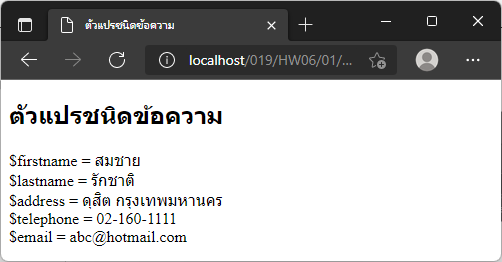 ตัวแปรชนิดข้อความ
localhost/019/HW06/01/...
ตัวแปรชนิดข้อความ
$firstname = สมชาย
$lastname = รักชาติ
$address = ดุสิต กรุงเทพมหานคร
$telephone = 02-160-1111
$email = abc@hotmail.com